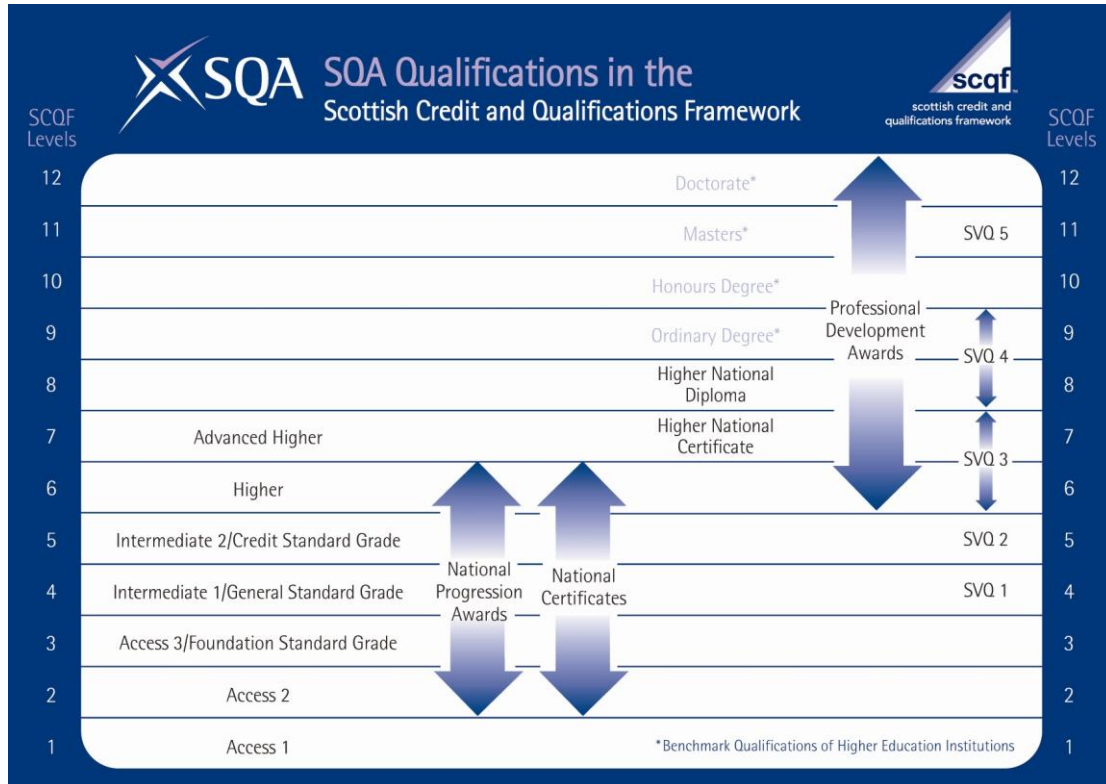 SQA
SQA Qualifications in the
Scottish Credit and Qualifications Framework
scqf
scottish credit and
qualifications framework
SCQF
Levels
SCQF
Levels
12
Doctorate*
12
11
Masters*
SVQ 5
11
10
Honours Degree*
10
Professional
Development
Awards
9
Ordinary Degree*
9
SVQ 4
8
Higher National
Diploma
8
7
Advanced Higher
Higher National
Certificate
7
SVQ 3
6
Higher
6
5
Intermediate 2/Credit Standard Grade
SVQ 2
5
National
Progression
Awards
National
Certificates
4
Intermediate 1/General Standard Grade
SVQ 1
4
3
Access 3/Foundation Standard Grade
3
2
Access 2
2
1
Access 1
*Benchmark Qualifications of Higher Education Institutions
1